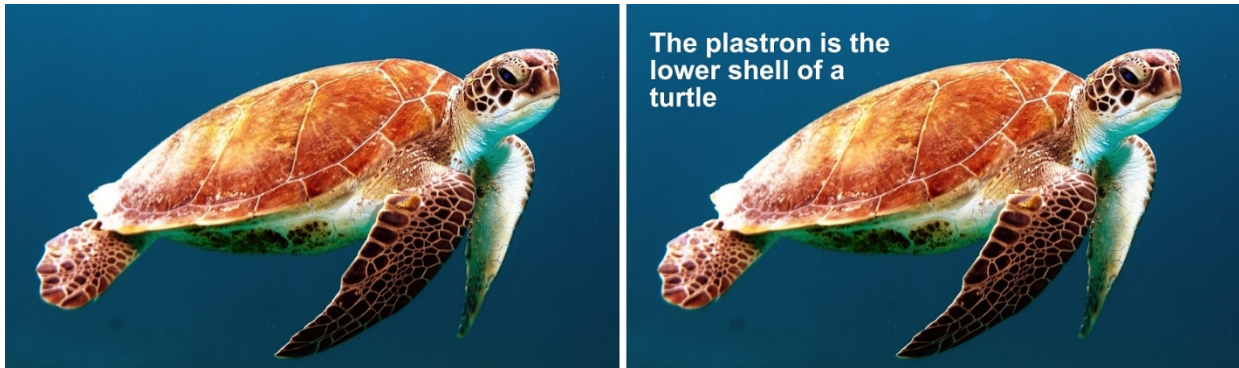 The plastron is the
lower shell of a
turtle